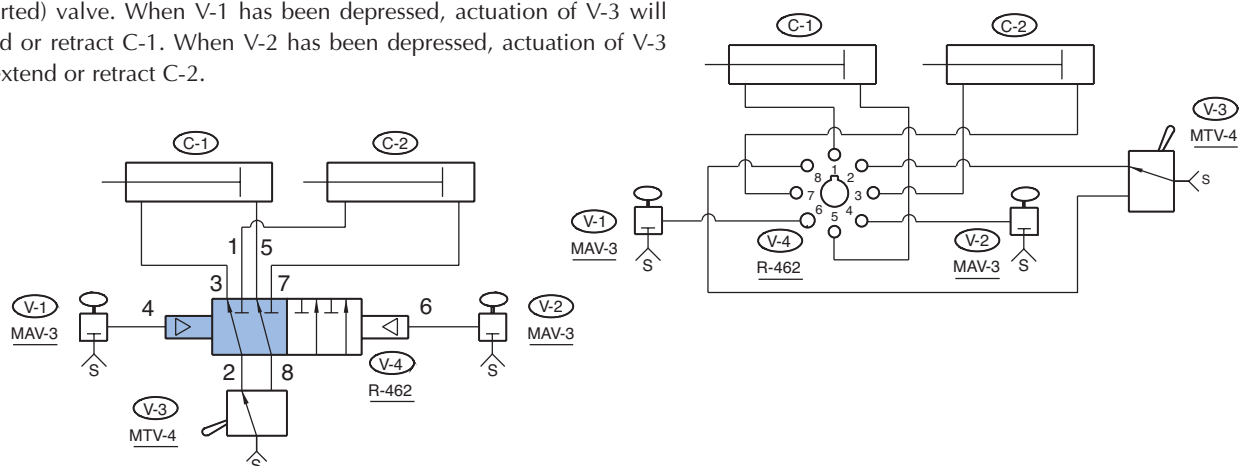 valve. When V-1 has been depressed, actuation of V-3 will
or retract C-1. When V-2 has been depressed, actuation of V-3
extend or retract C-2.
C-1
C-2
1
5
3
7
V-1
MAV-3
4
6
V-2
MAV-3
S
S
V-4
R-462
2
8
V-3
MTV-4
S
C-1
C-2
V-3
MTV-4
S
1
8
2
7
3
6
4
5
V-1
MAV-3
S
V-4
R-462
V-2
MAV-3
S